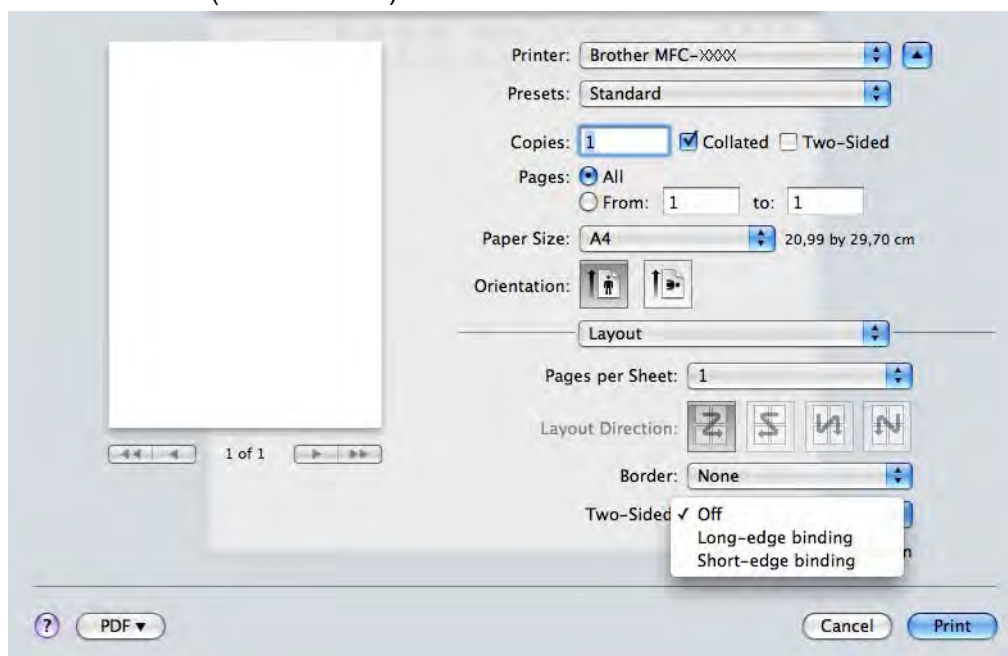 Printer: Brother MFC-XXXX
Presets: Standard
Copies: 1 Collated Two-Sided
Pages: All
From: 1 to: 1
Paper Size: A4 20,99 by 29,70 cm
Orientation:
Layout
Pages per Sheet: 1
Layout Direction:
1 of 1
Border: None
Two-Sided ✓ Off
Long-edge binding
Short-edge binding
? PDF ▼ Cancel Print